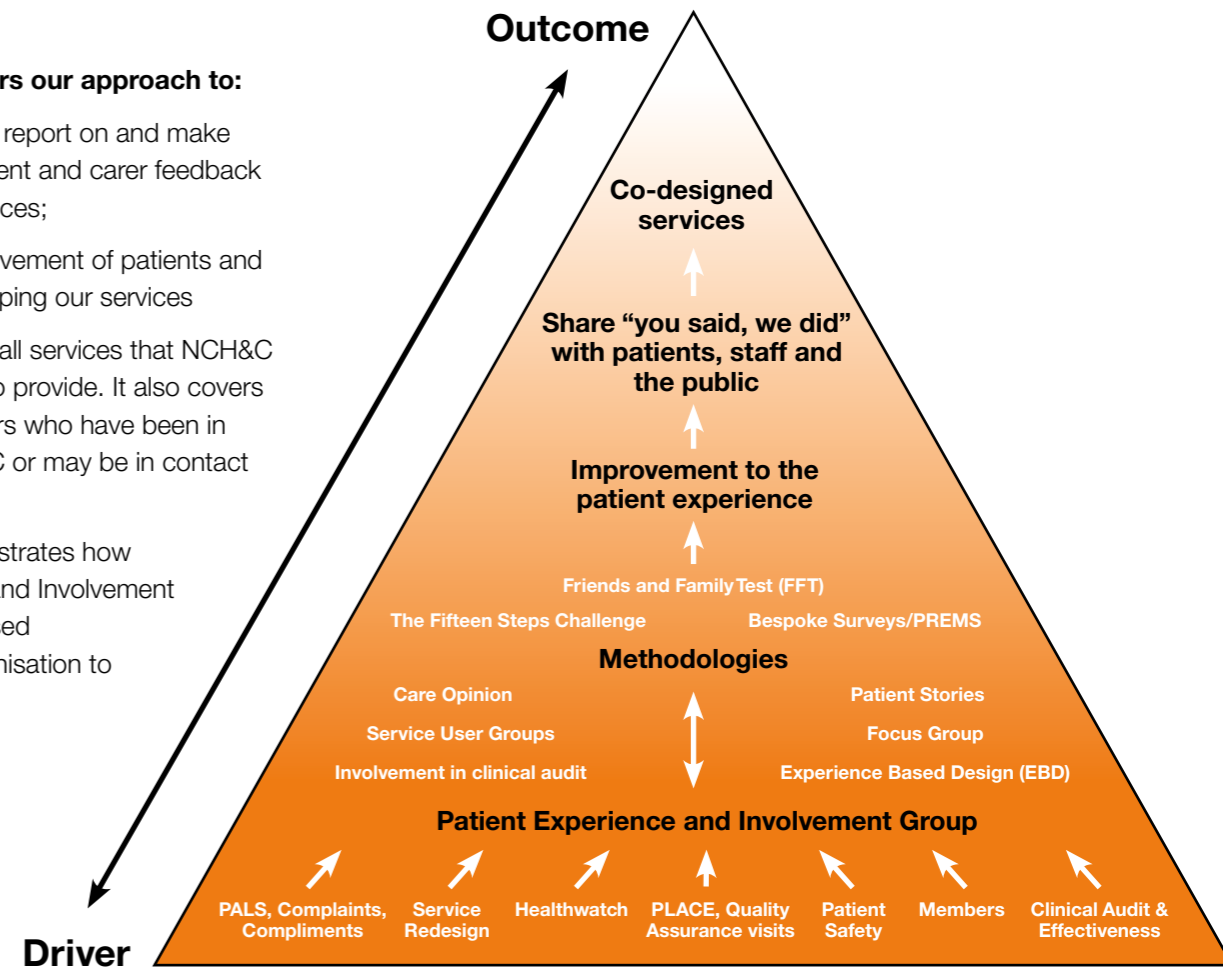 rs our approach to:
report on and make
ent and carer feedback
ices;
vement of patients and
ping our services
all services that NCH&C
o provide. It also covers
rs who have been in
C or may be in contact
strates how
and Involvement
sed
nisation to
Outcome
Co-designed
services
Share “you said, we did”
with patients, staff and
the public
Improvement to the
patient experience
Friends and Family Test (FFT)
The Fifteen Steps Challenge
Bespoke Surveys/PREMS
Methodologies
Care Opinion
Patient Stories
Service User Groups
Focus Group
Involvement in clinical audit
Experience Based Design (EBD)
Patient Experience and Involvement Group
PALS, Complaints,
Compliments
Service
Redesign
Healthwatch
PLACE, Quality
Assurance visits
Patient
Safety
Members
Clinical Audit &
Effectiveness
Driver